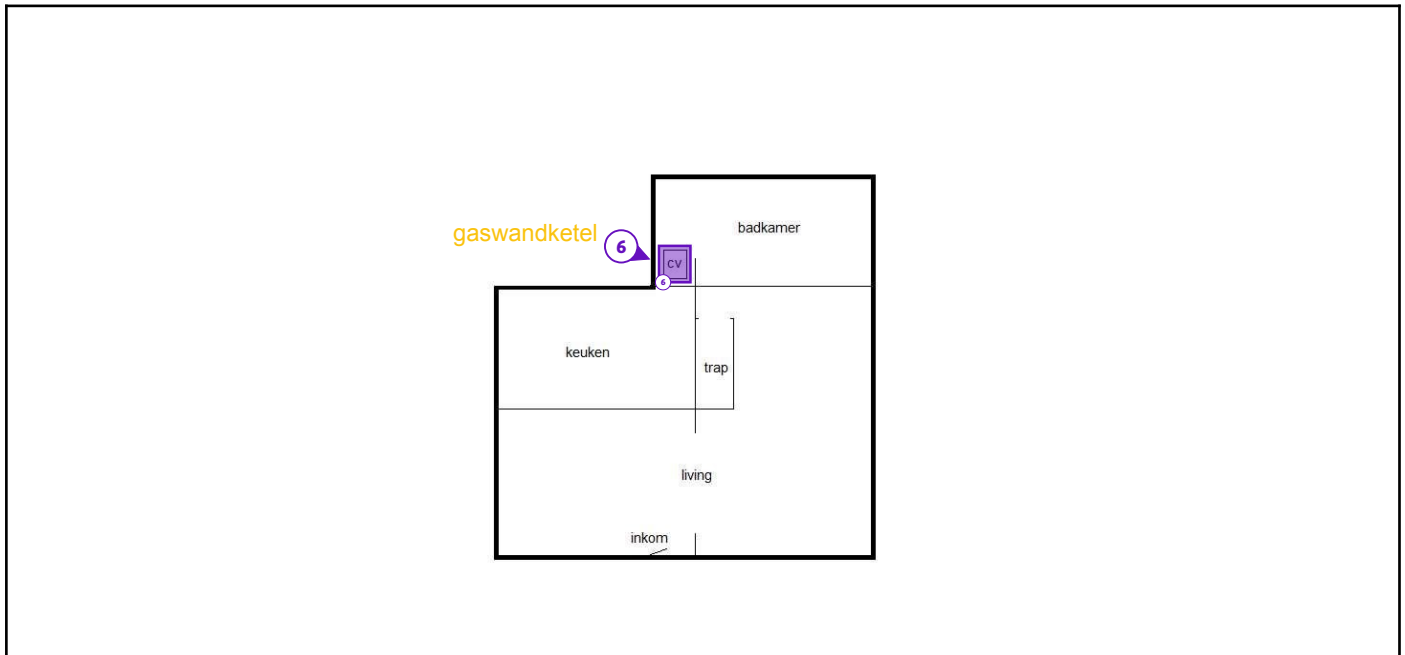 badkamer
gaswandketel
6
CV
6
keuken
trap
living
inkom